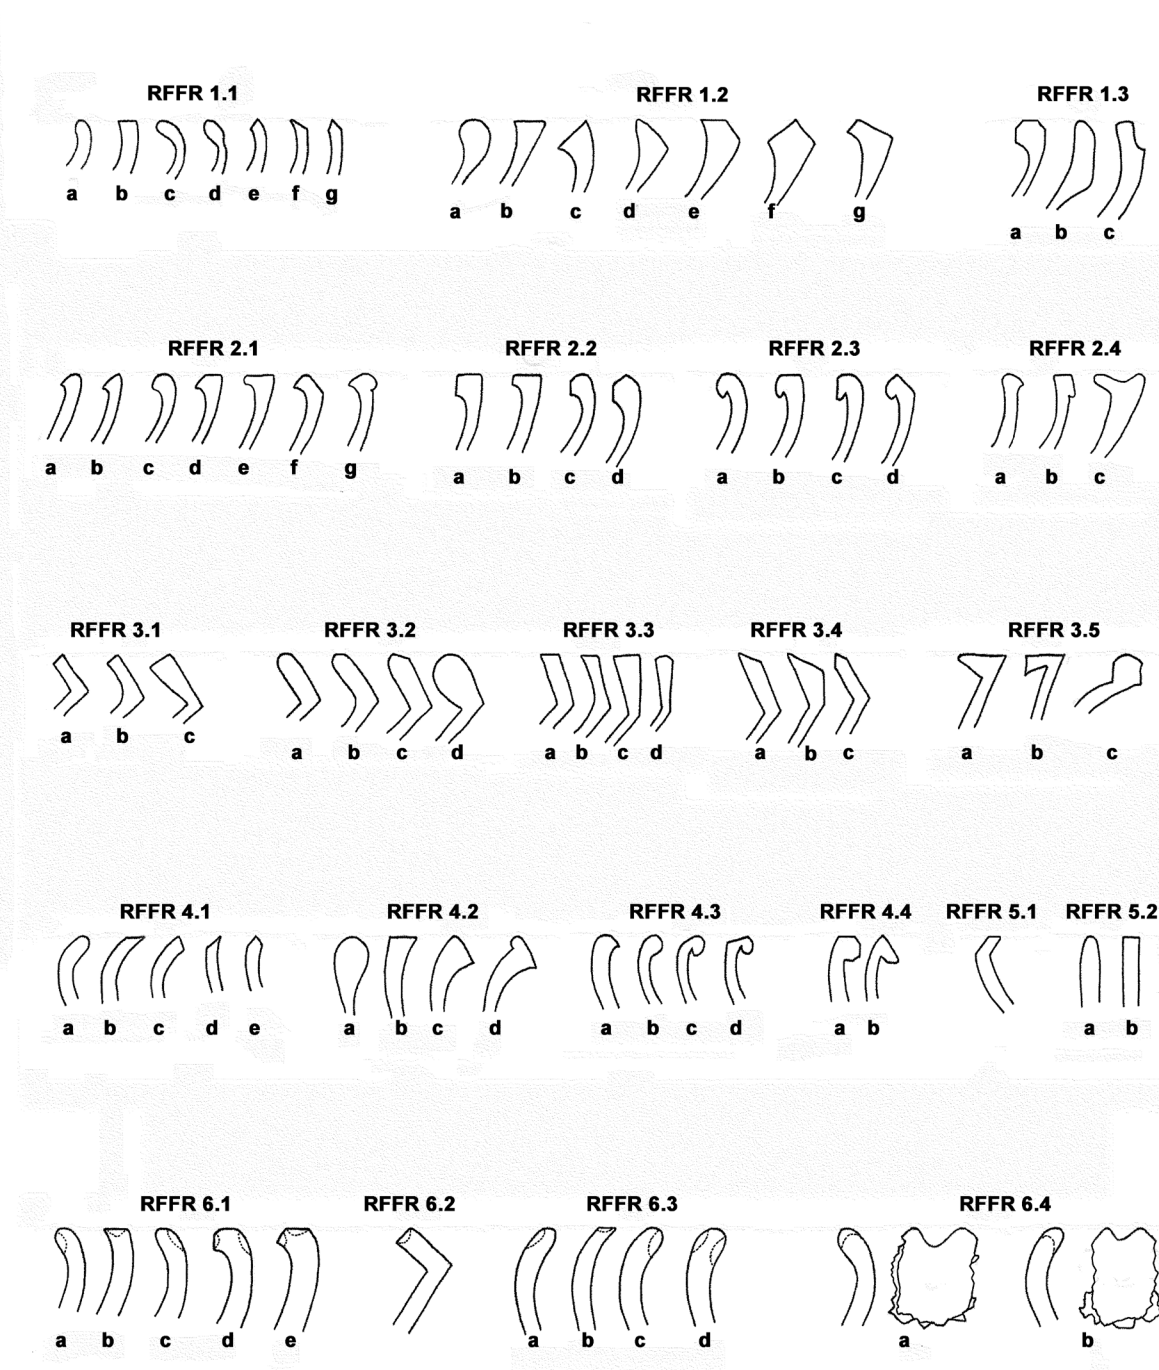 RFFR 1.1 RFFR 1.2 RFFR 1.3
a b c d e f g a b c d e f g a b c
RFFR 2.1 RFFR 2.2 RFFR 2.3 RFFR 2.4
a b c d e f g a b c d a b c d a b c
RFFR 3.1 RFFR 3.2 RFFR 3.3 RFFR 3.4 RFFR 3.5
a b c a b c d a b c d a b c a b c
RFFR 4.1 RFFR 4.2 RFFR 4.3 RFFR 4.4 RFFR 5.1 RFFR 5.2
a b c d e a b c d a b c d a b a b
RFFR 6.1 RFFR 6.2 RFFR 6.3 RFFR 6.4
a b c d e a b c d a b